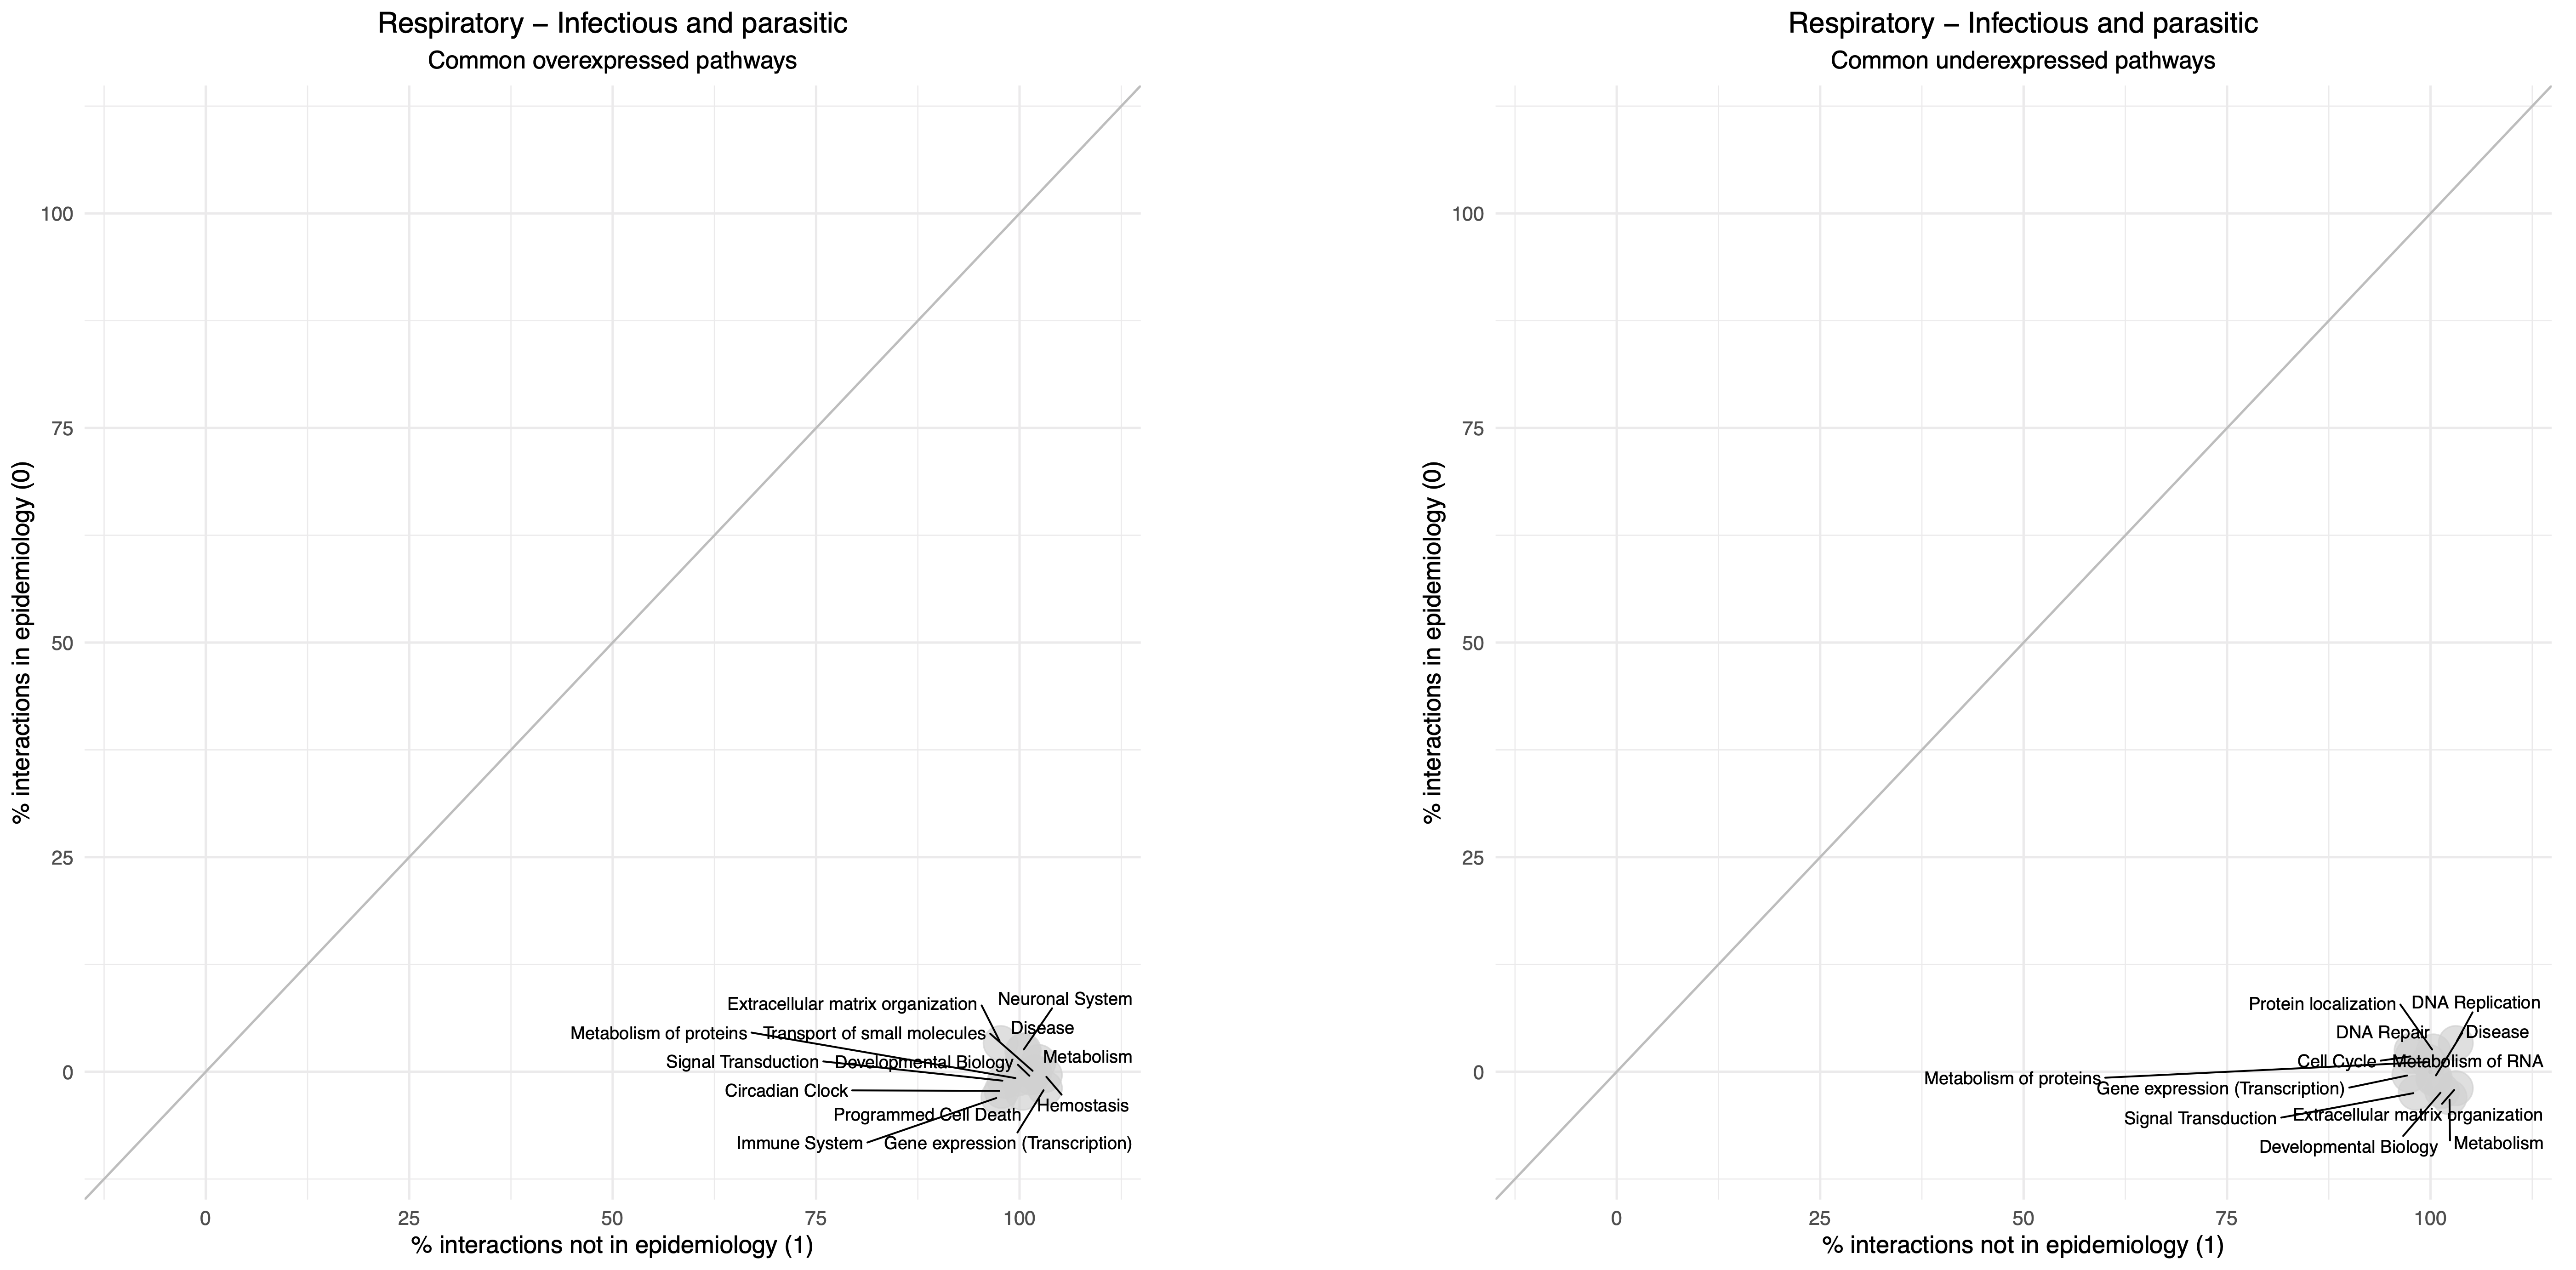 Respiratory – Infectious and parasitic
Common overexpressed pathways
% interactions in epidemiology (0)
100
75
50
25
0
Extracellular matrix organization
Neuronal System
Metabolism of proteins
Transport of small molecules
Disease
Signal Transduction
Developmental Biology
Metabolism
Circadian Clock
Programmed Cell Death
Hemostasis
Immune System
Gene expression (Transcription)
0
25
50
75
100
% interactions not in epidemiology (1)
Respiratory – Infectious and parasitic
Common underexpressed pathways
% interactions in epidemiology (0)
100
75
50
25
0
Protein localization
DNA Replication
DNA Repair
Disease
Cell Cycle
Metabolism of RNA
Metabolism of proteins
Gene expression (Transcription)
Signal Transduction
Extracellular matrix organization
Developmental Biology
Metabolism
0
25
50
75
100
% interactions not in epidemiology (1)